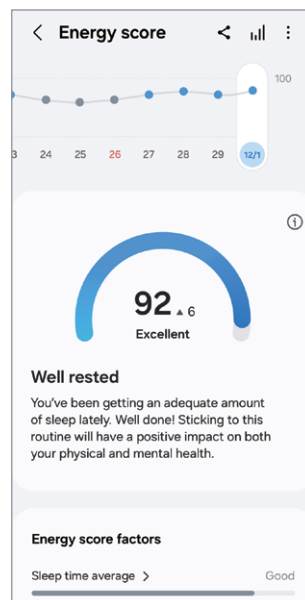 Energy score
100
3 24 25 26 27 28 29 12/1
92 ▲ 6
Excellent
Well rested
You've been getting an adequate amount
of sleep lately. Well done! Sticking to this
routine will have a positive impact on both
your physical and mental health.
Energy score factors
Sleep time average > Good